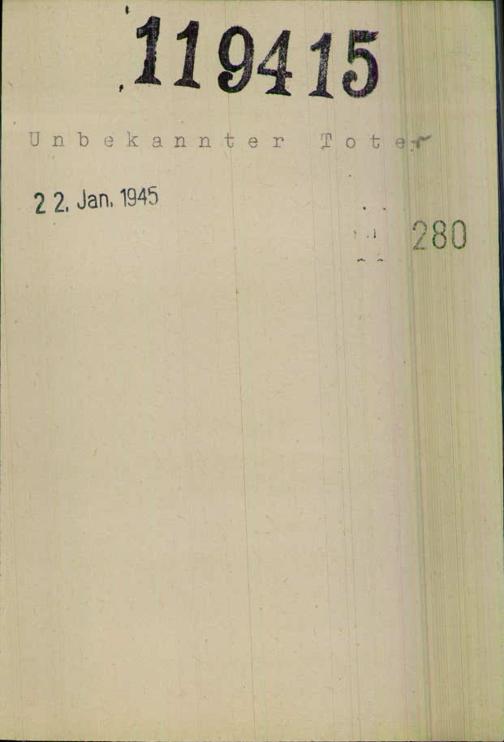 119415
Unbekannter Toter
22. Jan. 1945
280